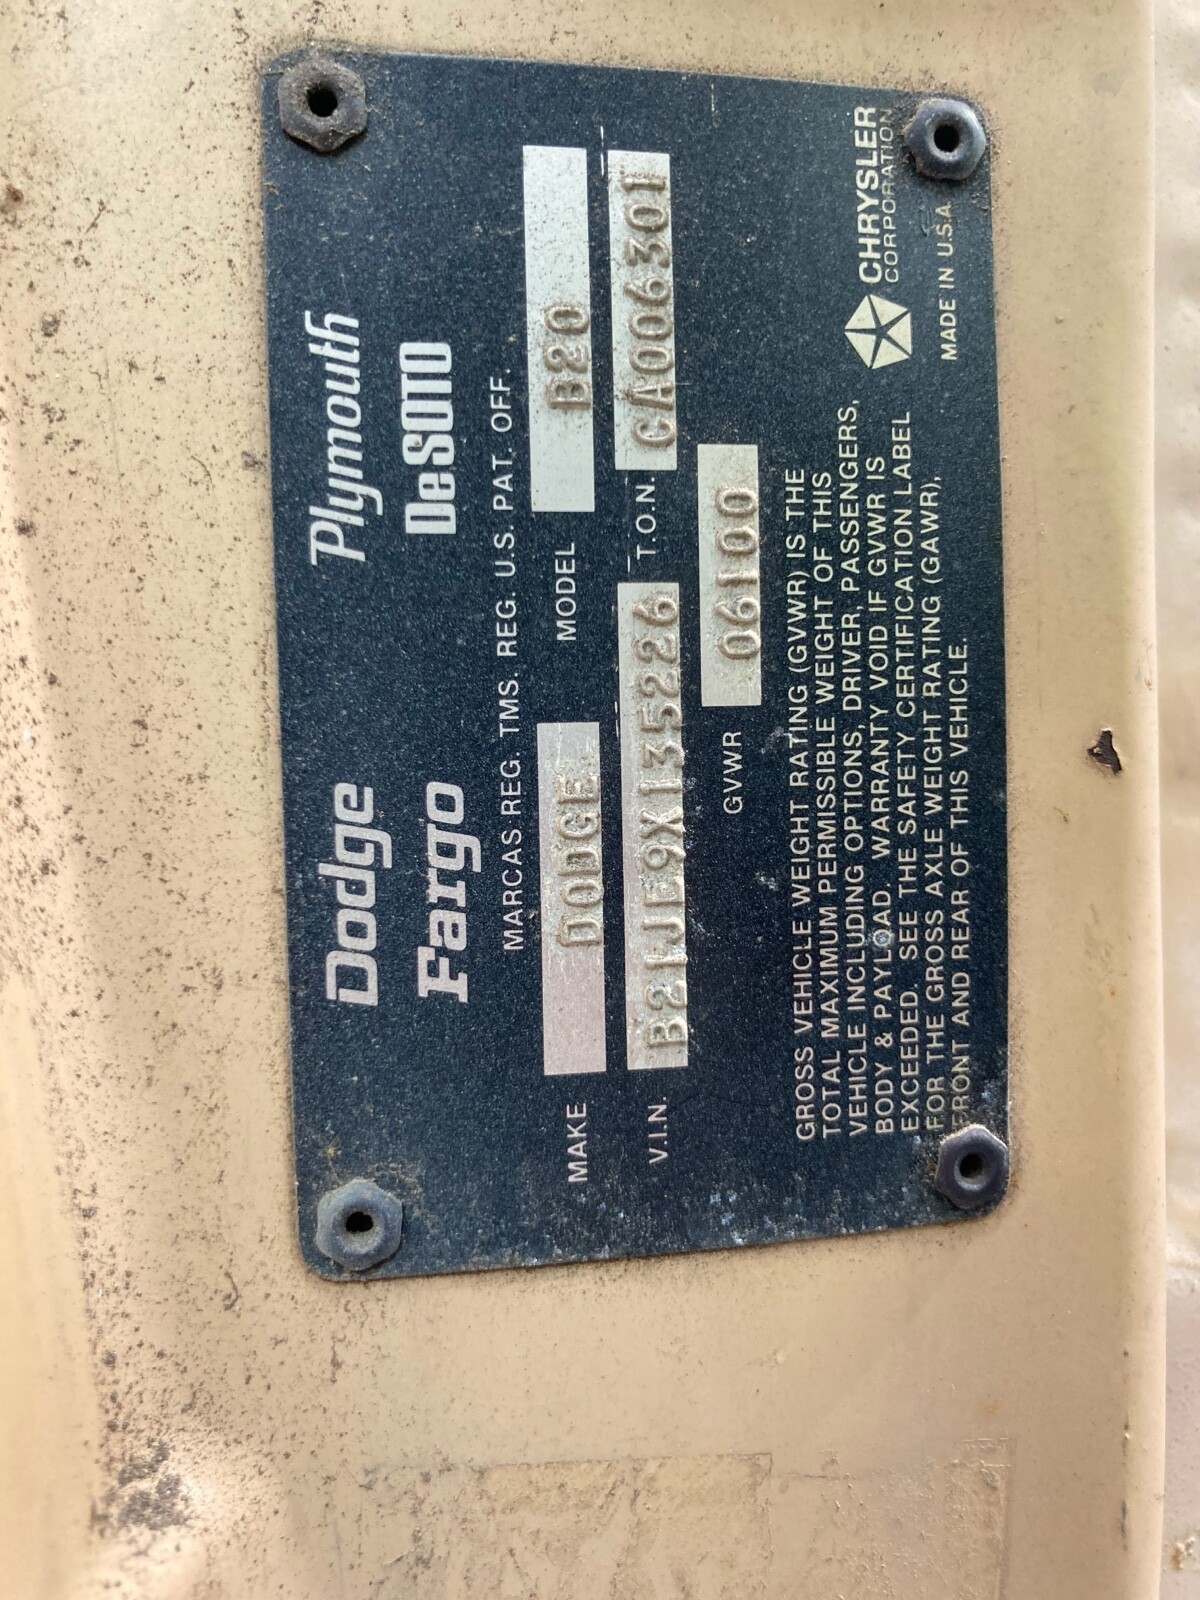 Dodge Plymouth
Fargo DeSOTO
MARCAS REG. TMS. REG. U.S. PAT. OFF.
MAKE DODGE MODEL B20
V.I.N. B21JE9X135226 T.O.N. CA006301
GVWR 06100
GROSS VEHICLE WEIGHT RATING (GVWR) IS THE
TOTAL MAXIMUM PERMISSIBLE WEIGHT OF THIS
VEHICLE INCLUDING OPTIONS, DRIVER, PASSENGERS,
BODY & PAYLOAD. WARRANTY VOID IF GVWR IS
EXCEEDED. SEE THE SAFETY CERTIFICATION LABEL
FOR THE GROSS AXLE WEIGHT RATING (GAWR),
FRONT AND REAR OF THIS VEHICLE.
CHRYSLER
CORPORATION
MADE IN U.S.A.